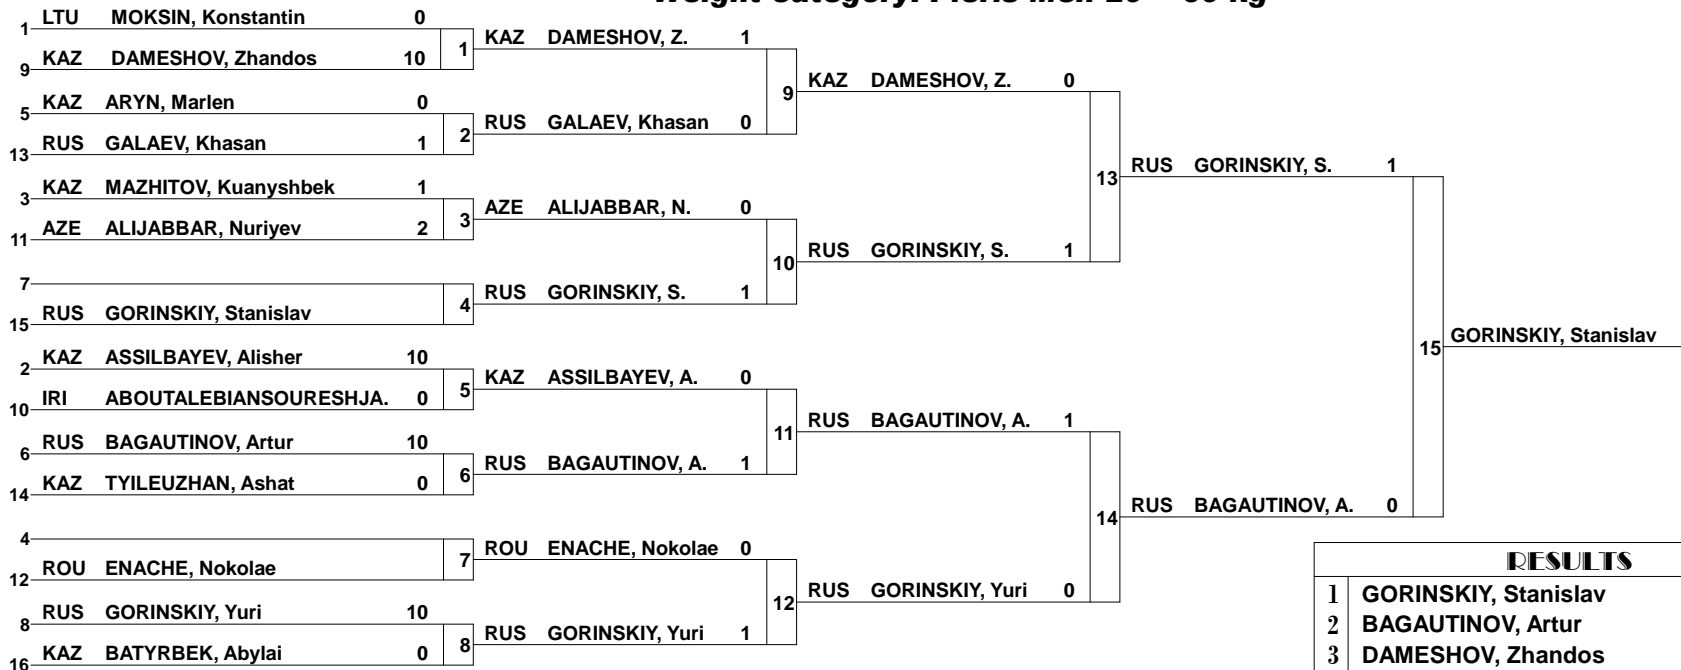 1 LTU MOKSIN, Konstantin 0
9 KAZ DAMESHOV, Zhandos 10
1
5 KAZ ARYN, Marlen 0
13 RUS GALAEV, Khasan 1
2
3 KAZ MAZHITOV, Kuanyshbek 1
11 AZE ALIJABBAR, Nuriyev 2
3
7
15 RUS GORINSKIY, Stanislav
4
2 KAZ ASSILBAYEV, Alisher 10
10 IRI ABOUTALEBIANSOURESHJA. 0
5
6 RUS BAGAUTINOV, Artur 10
14 KAZ TYILEUZHAN, Ashat 0
6
4
12 ROU ENACHE, Nokolae
7
8 RUS GORINSKIY, Yuri 10
16 KAZ BATYRBEK, Abylai 0
8
KAZ DAMESHOV, Z. 1
RUS GALAEV, Khasan 0
9
AZE ALIJABBAR, N. 0
RUS GORINSKIY, S. 1
10
KAZ ASSILBAYEV, A. 0
RUS BAGAUTINOV, A. 1
11
ROU ENACHE, Nokolae 0
RUS GORINSKIY, Yuri 1
12
KAZ DAMESHOV, Z. 0
RUS GORINSKIY, S. 1
13
RUS BAGAUTINOV, A. 1
RUS GORINSKIY, Yuri 0
14
RUS GORINSKIY, S. 1
RUS BAGAUTINOV, A. 0
15
GORINSKIY, Stanislav
RESULTS
1 GORINSKIY, Stanislav
2 BAGAUTINOV, Artur
3 DAMESHOV, Zhandos